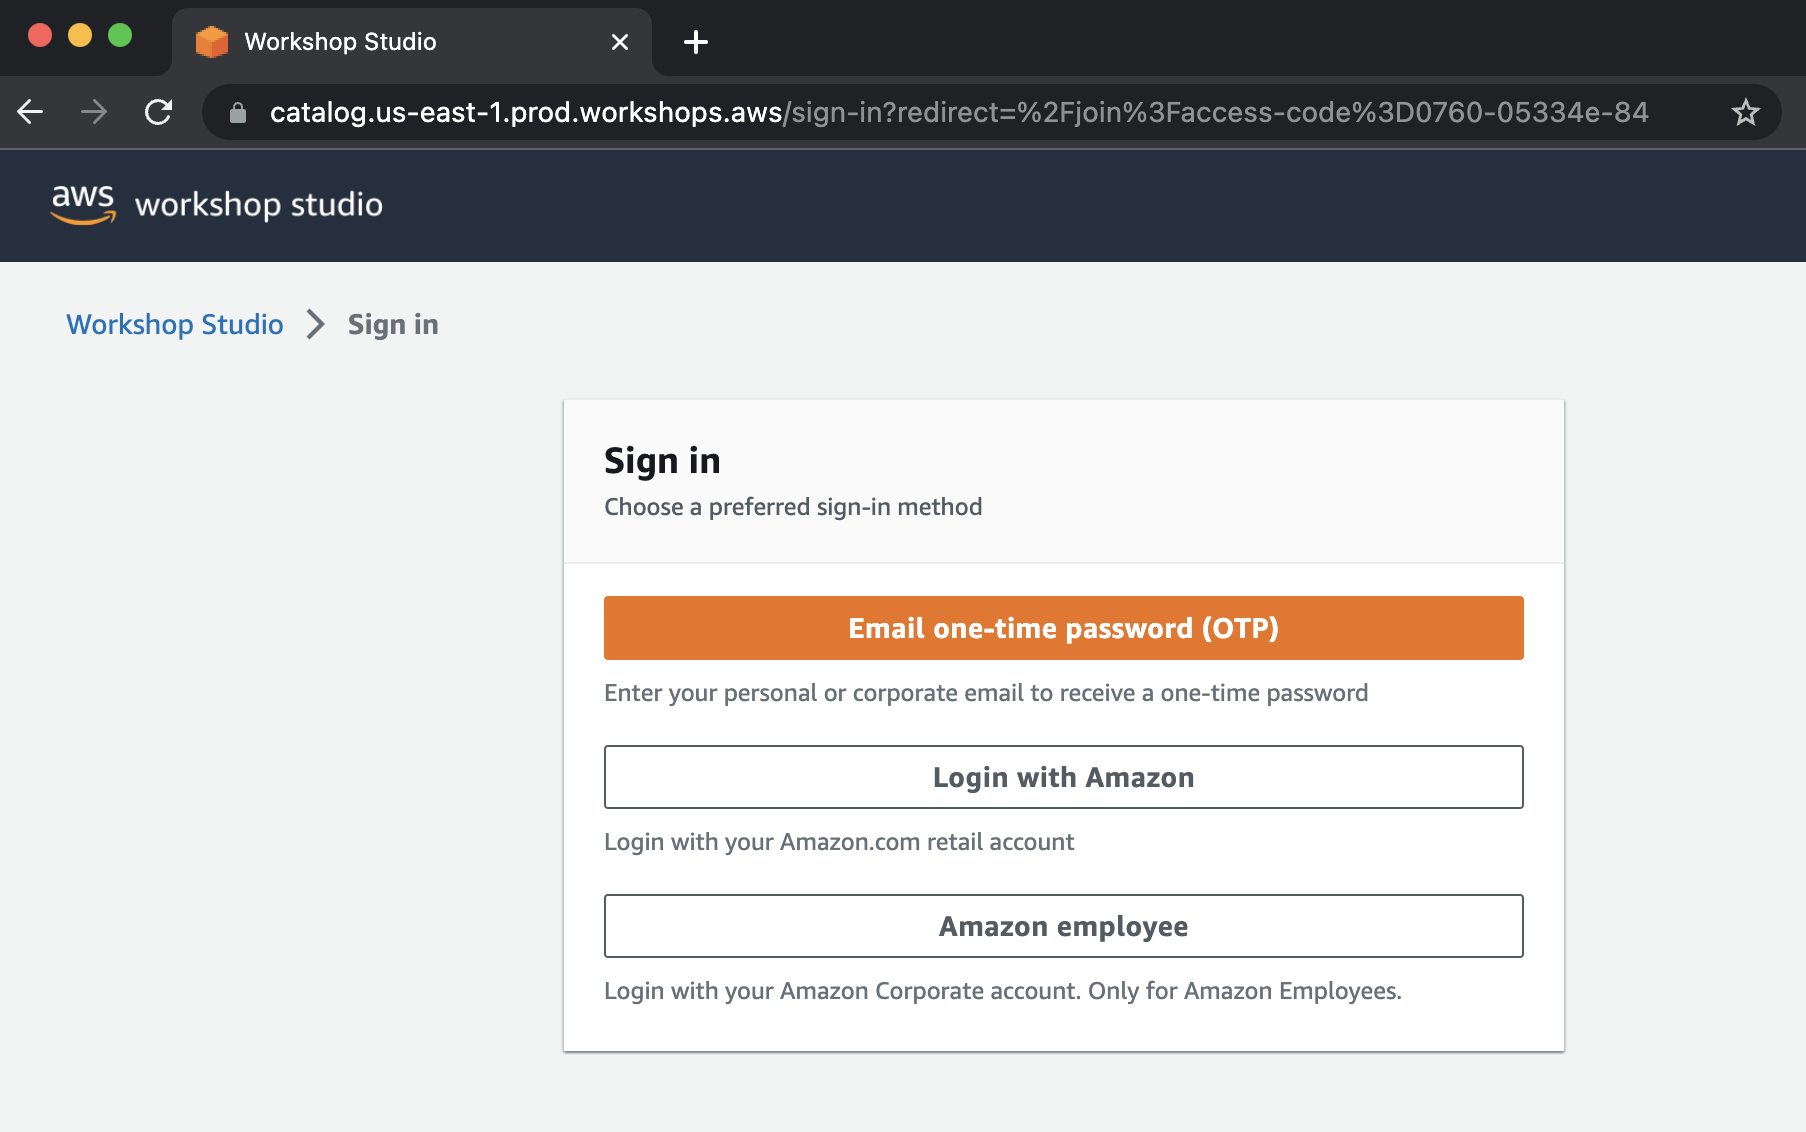 Workshop Studio
catalog.us-east-1.prod.workshops.aws/sign-in?redirect=%2Fjoin%3Faccess-code%3D0760-05334e-84
aws workshop studio
Workshop Studio > Sign in
Sign in
Choose a preferred sign-in method
Email one-time password (OTP)
Enter your personal or corporate email to receive a one-time password
Login with Amazon
Login with your Amazon.com retail account
Amazon employee
Login with your Amazon Corporate account. Only for Amazon Employees.